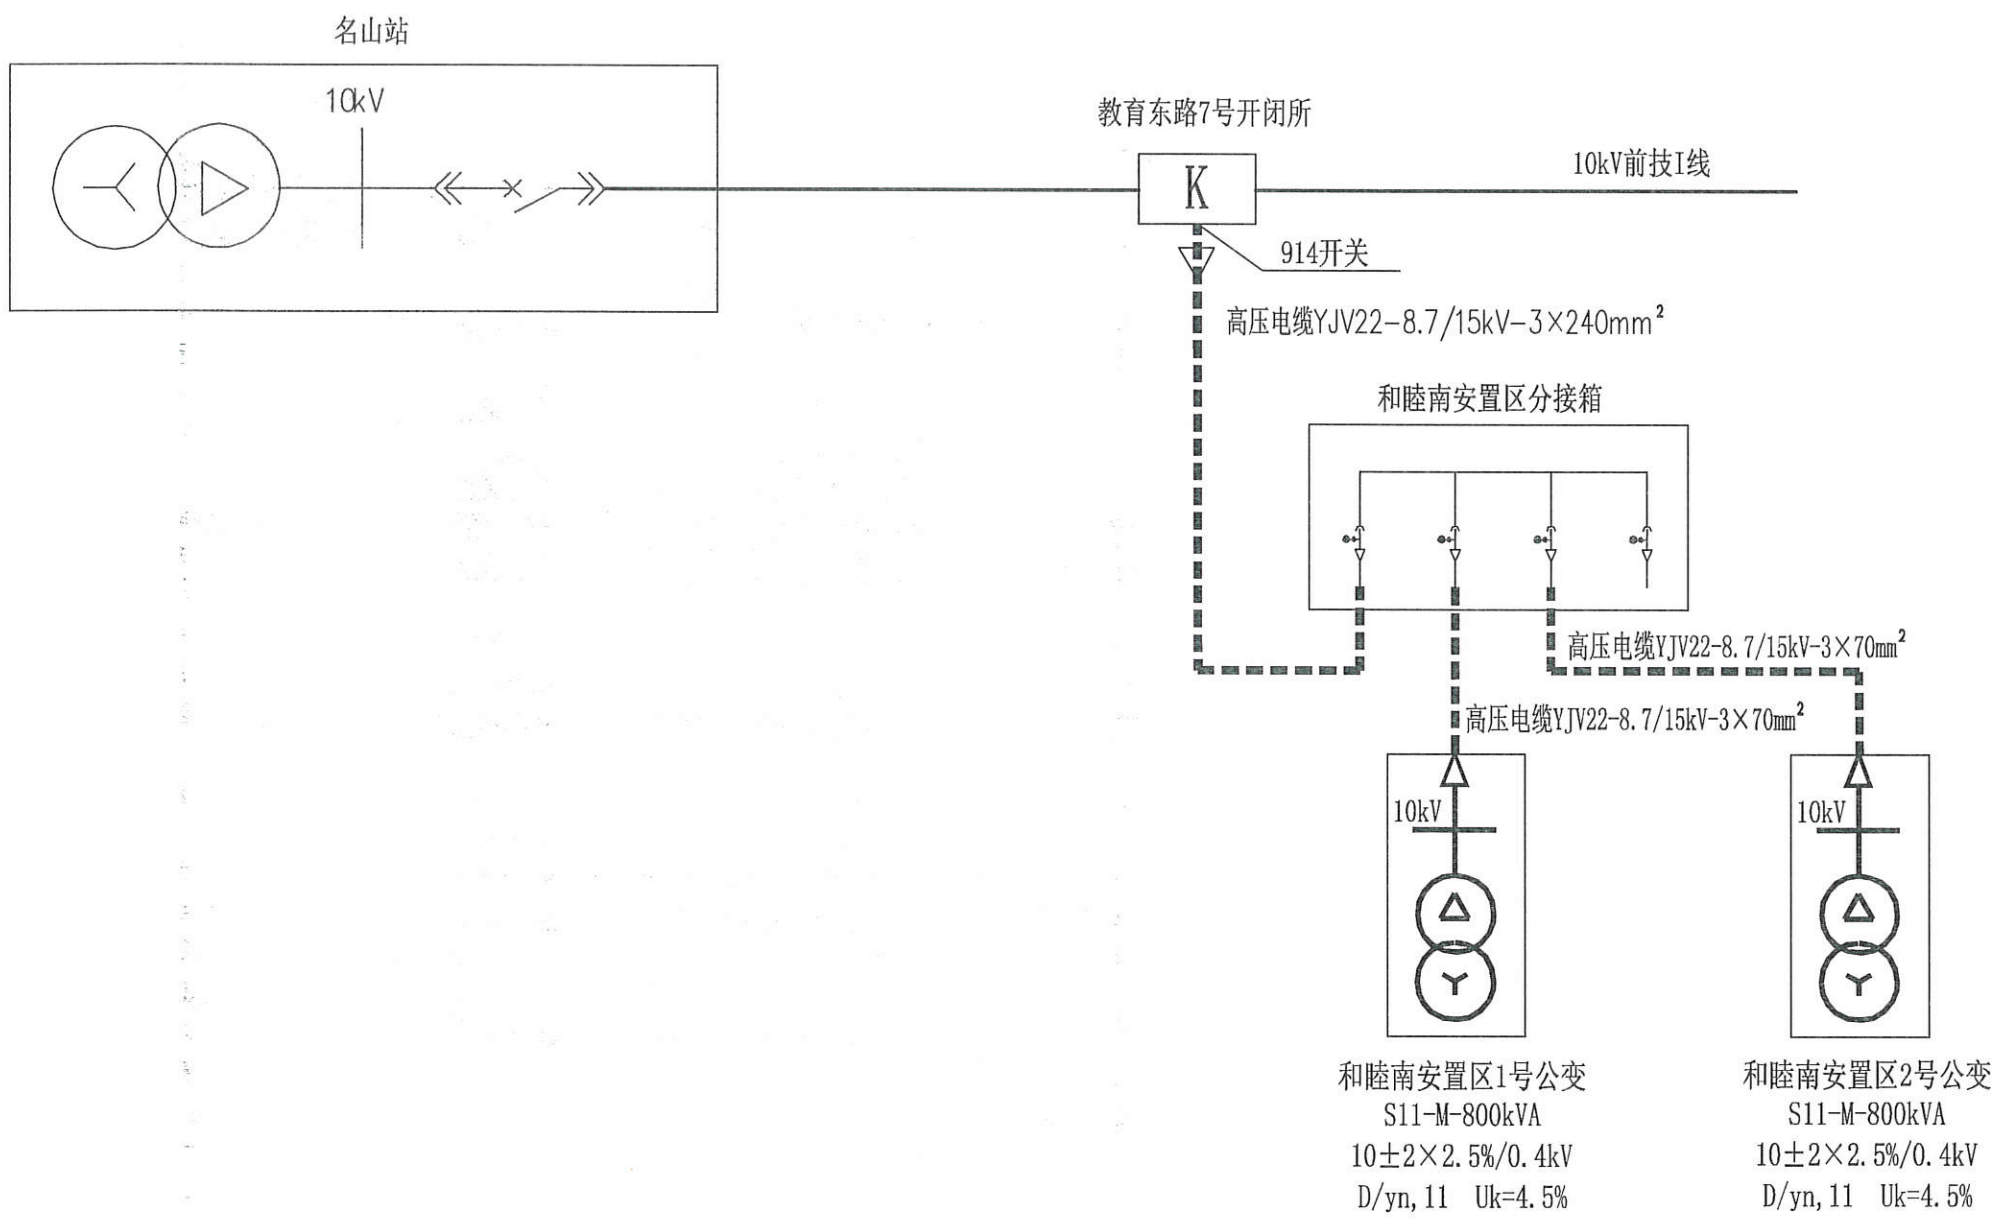 名山站
10kV
教育东路7号开闭所
K
10kV前技I线
914开关
高压电缆YJV22-8.7/15kV-3×240mm²
和睦南安置区分接箱
高压电缆YJV22-8.7/15kV-3×70mm²
高压电缆YJV22-8.7/15kV-3×70mm²
10kV
10kV
和睦南安置区1号公变
S11-M-800kVA
10±2×2.5%/0.4kV
D/yn,11 Uk=4.5%
和睦南安置区2号公变
S11-M-800kVA
10±2×2.5%/0.4kV
D/yn,11 Uk=4.5%